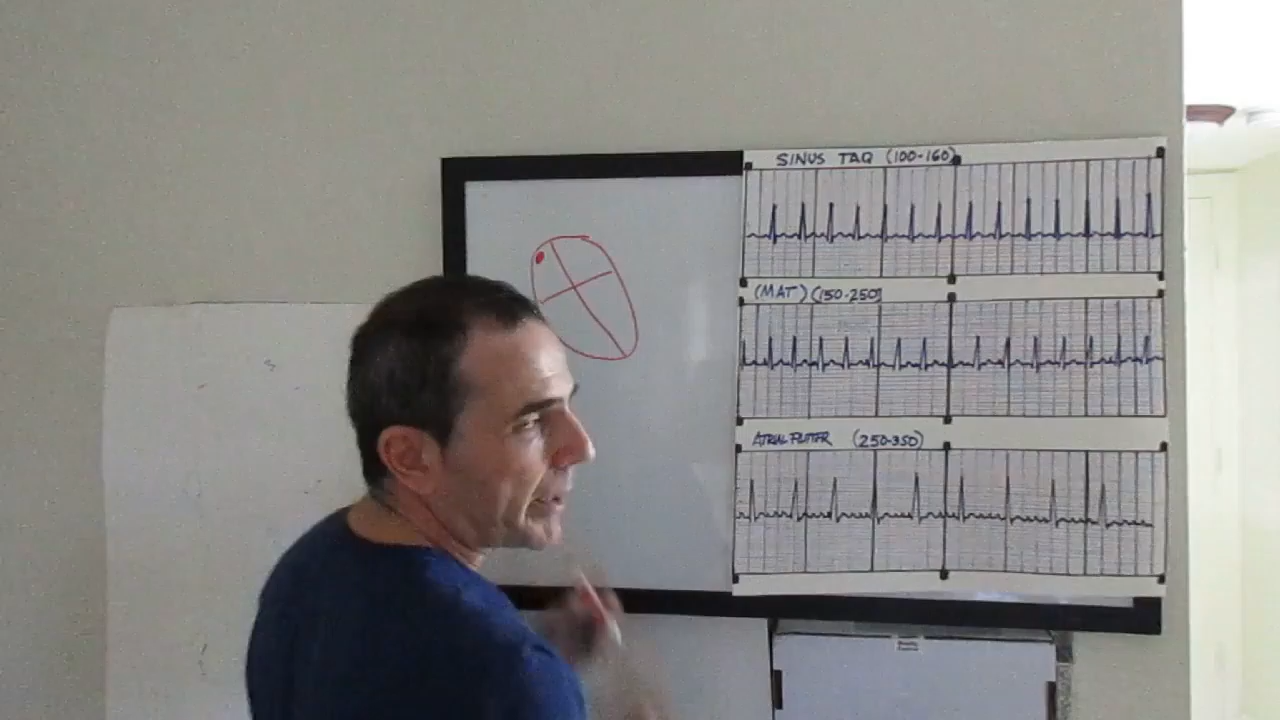 SINUS TAQ (100-160)
(MAT) (150-250)
ATRIAL FLUTTER (250-350)